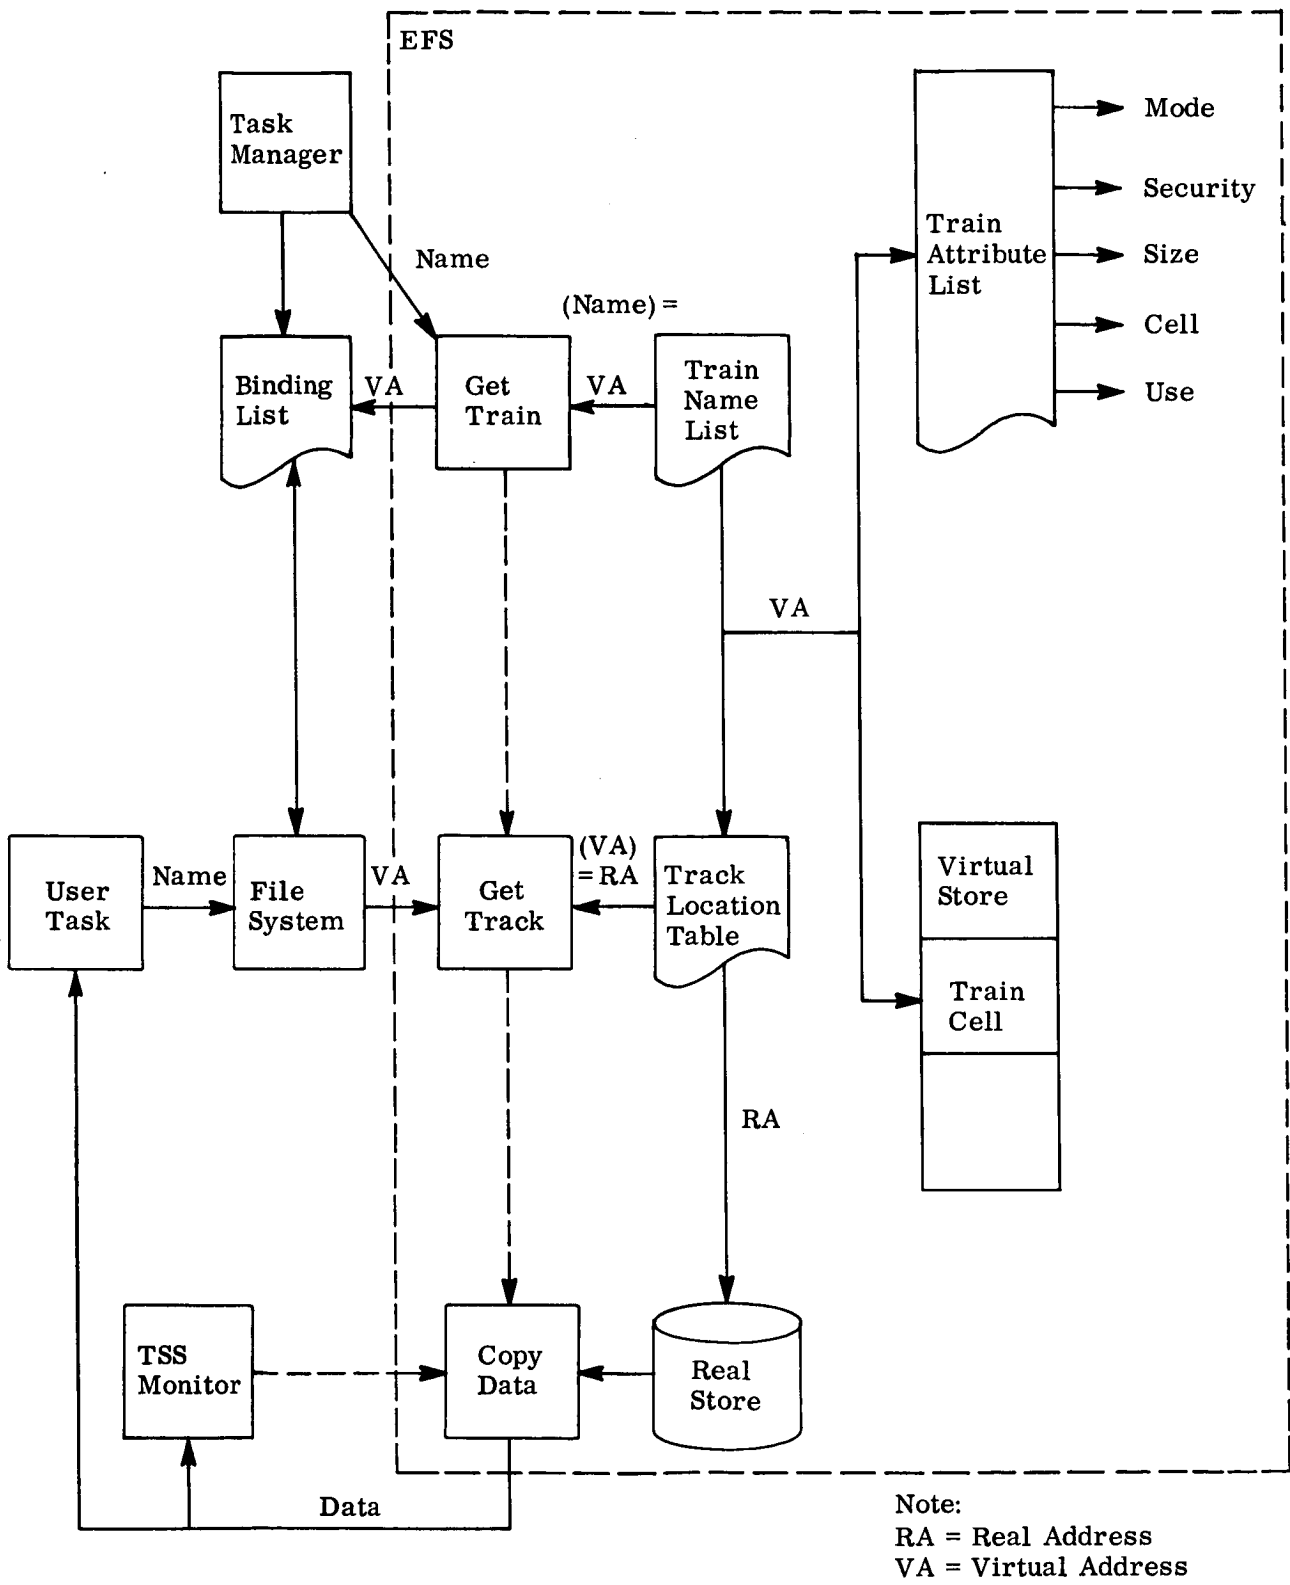 EFS
Task
Manager
Mode
Security
Train
Attribute
List
Size
Cell
Use
Name
(Name) =
Binding
List
VA
Get
Train
VA
Train
Name
List
VA
User
Task
Name
File
System
VA
Get
Track
(VA)
=RA
Track
Location
Table
Virtual
Store
Train
Cell
RA
TSS
Monitor
Copy
Data
Real
Store
Data
Note:
RA = Real Address
VA = Virtual Address